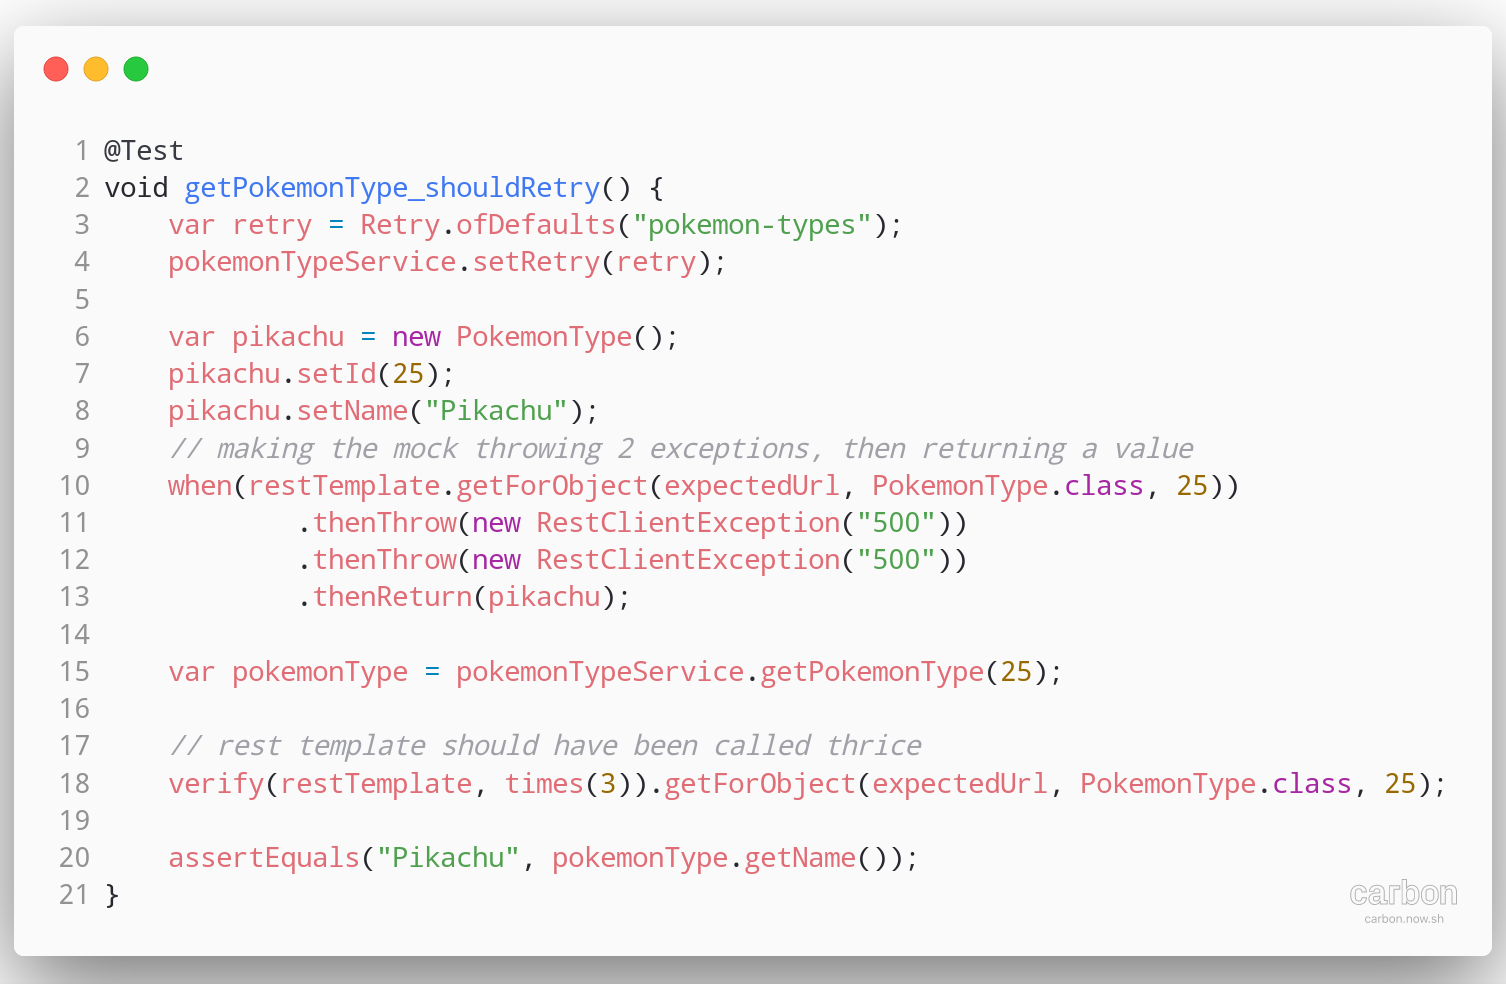 1 @Test
2 void getPokemonType_shouldRetry() {
3     var retry = Retry.ofDefaults("pokemon-types");
4     pokemonTypeService.setRetry(retry);
5
6     var pikachu = new PokemonType();
7     pikachu.setId(25);
8     pikachu.setName("Pikachu");
9     // making the mock throwing 2 exceptions, then returning a value
10     when(restTemplate.getForObject(expectedUrl, PokemonType.class, 25))
11             .thenThrow(new RestClientException("500"))
12             .thenThrow(new RestClientException("500"))
13             .thenReturn(pikachu);
14
15     var pokemonType = pokemonTypeService.getPokemonType(25);
16
17     // rest template should have been called thrice
18     verify(restTemplate, times(3)).getForObject(expectedUrl, PokemonType.class, 25);
19
20     assertEquals("Pikachu", pokemonType.getName());
21 }
carbon
carbon.now.sh